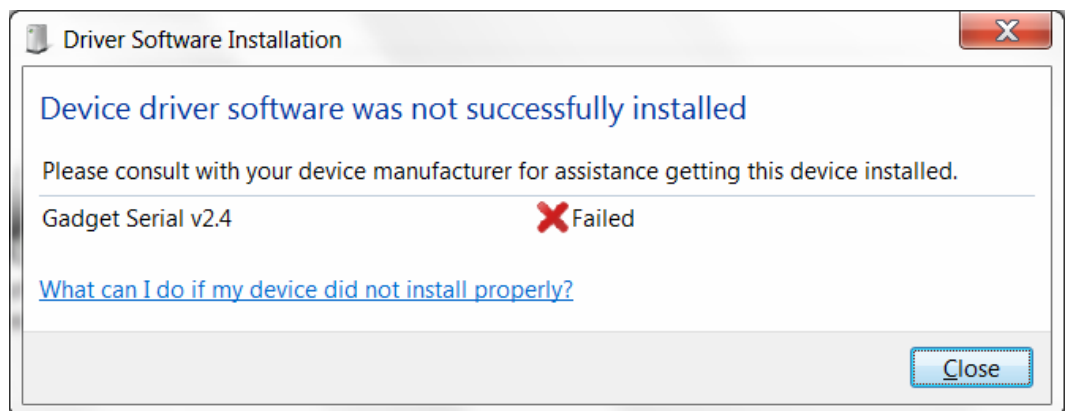 Driver Software Installation
Device driver software was not successfully installed
Please consult with your device manufacturer for assistance getting this device installed.
Gadget Serial v2.4 Failed
What can I do if my device did not install properly?
Close